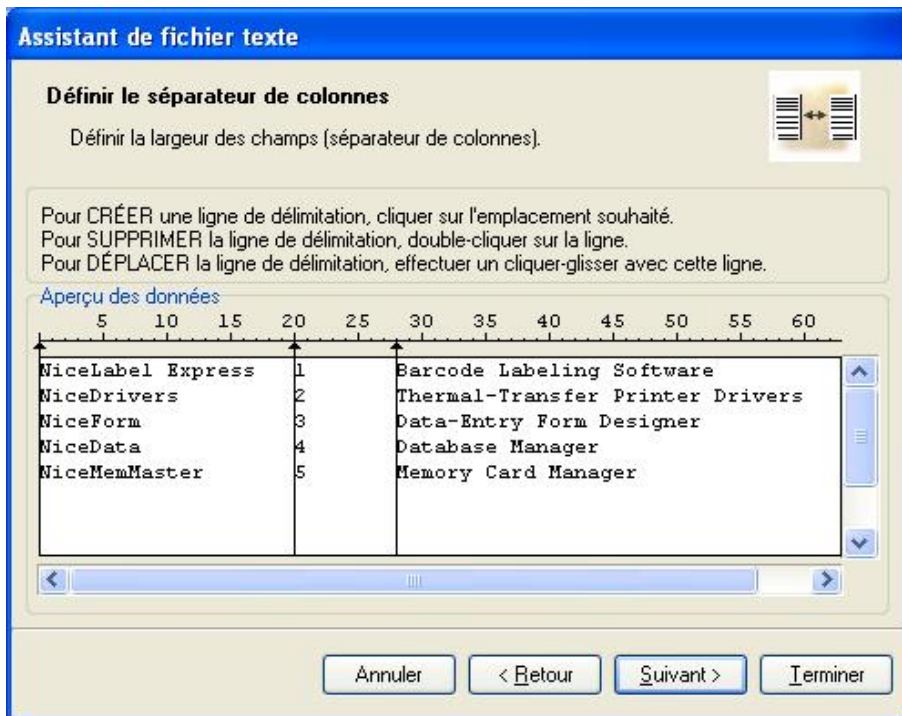 Assistant de fichier texte
Définir le séparateur de colonnes
Définir la largeur des champs (séparateur de colonnes).
Pour CRÉER une ligne de délimitation, cliquer sur l'emplacement souhaité.
Pour SUPPRIMER la ligne de délimitation, double-cliquer sur la ligne.
Pour DÉPLACER la ligne de délimitation, effectuer un cliquer-glisser avec cette ligne.
Aperçu des données
5 10 15 20 25 30 35 40 45 50 55 60
NiceLabel Express 1 Barcode Labeling Software
NiceDrivers 2 Thermal-Transfer Printer Drivers
NiceForm 3 Data-Entry Form Designer
NiceData 4 Database Manager
NiceMemMaster 5 Memory Card Manager
Annuler < Retour Suivant > Terminer